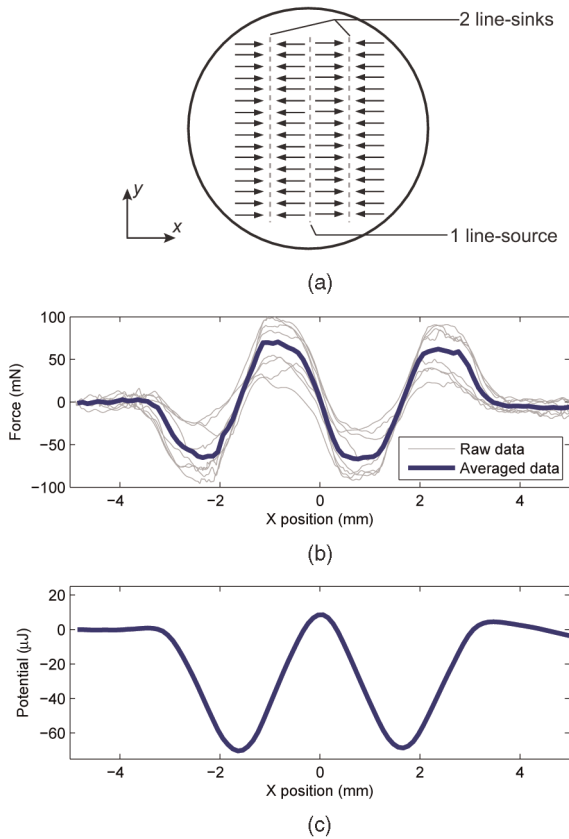 2 line-sinks
y
x
1 line-source
(a)
100
50
0
−50
−100
Force (mN)
Raw data
Averaged data
−4
−2
0
2
4
X position (mm)
(b)
20
0
−20
−40
−60
Potential (µJ)
−4
−2
0
2
4
X position (mm)
(c)